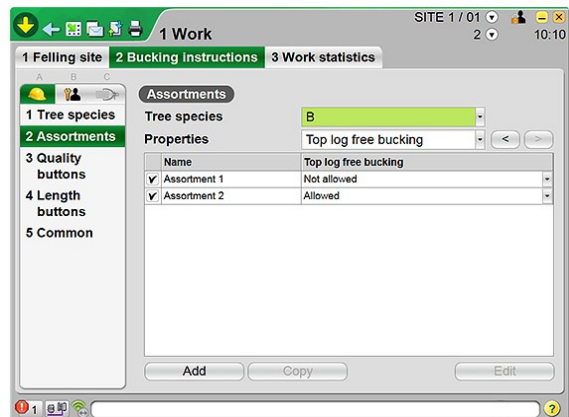 SITE 1 / 01
1 Work
2
10:10
1 Felling site
2 Bucking instructions
3 Work statistics
A B C
1 Tree species
2 Assortments
3 Quality
buttons
4 Length
buttons
5 Common
Assortments
Tree species
B
Properties
Top log free bucking
<
>
Name
Top log free bucking
Assortment 1
Not allowed
Assortment 2
Allowed
Add
Copy
Edit
1
?